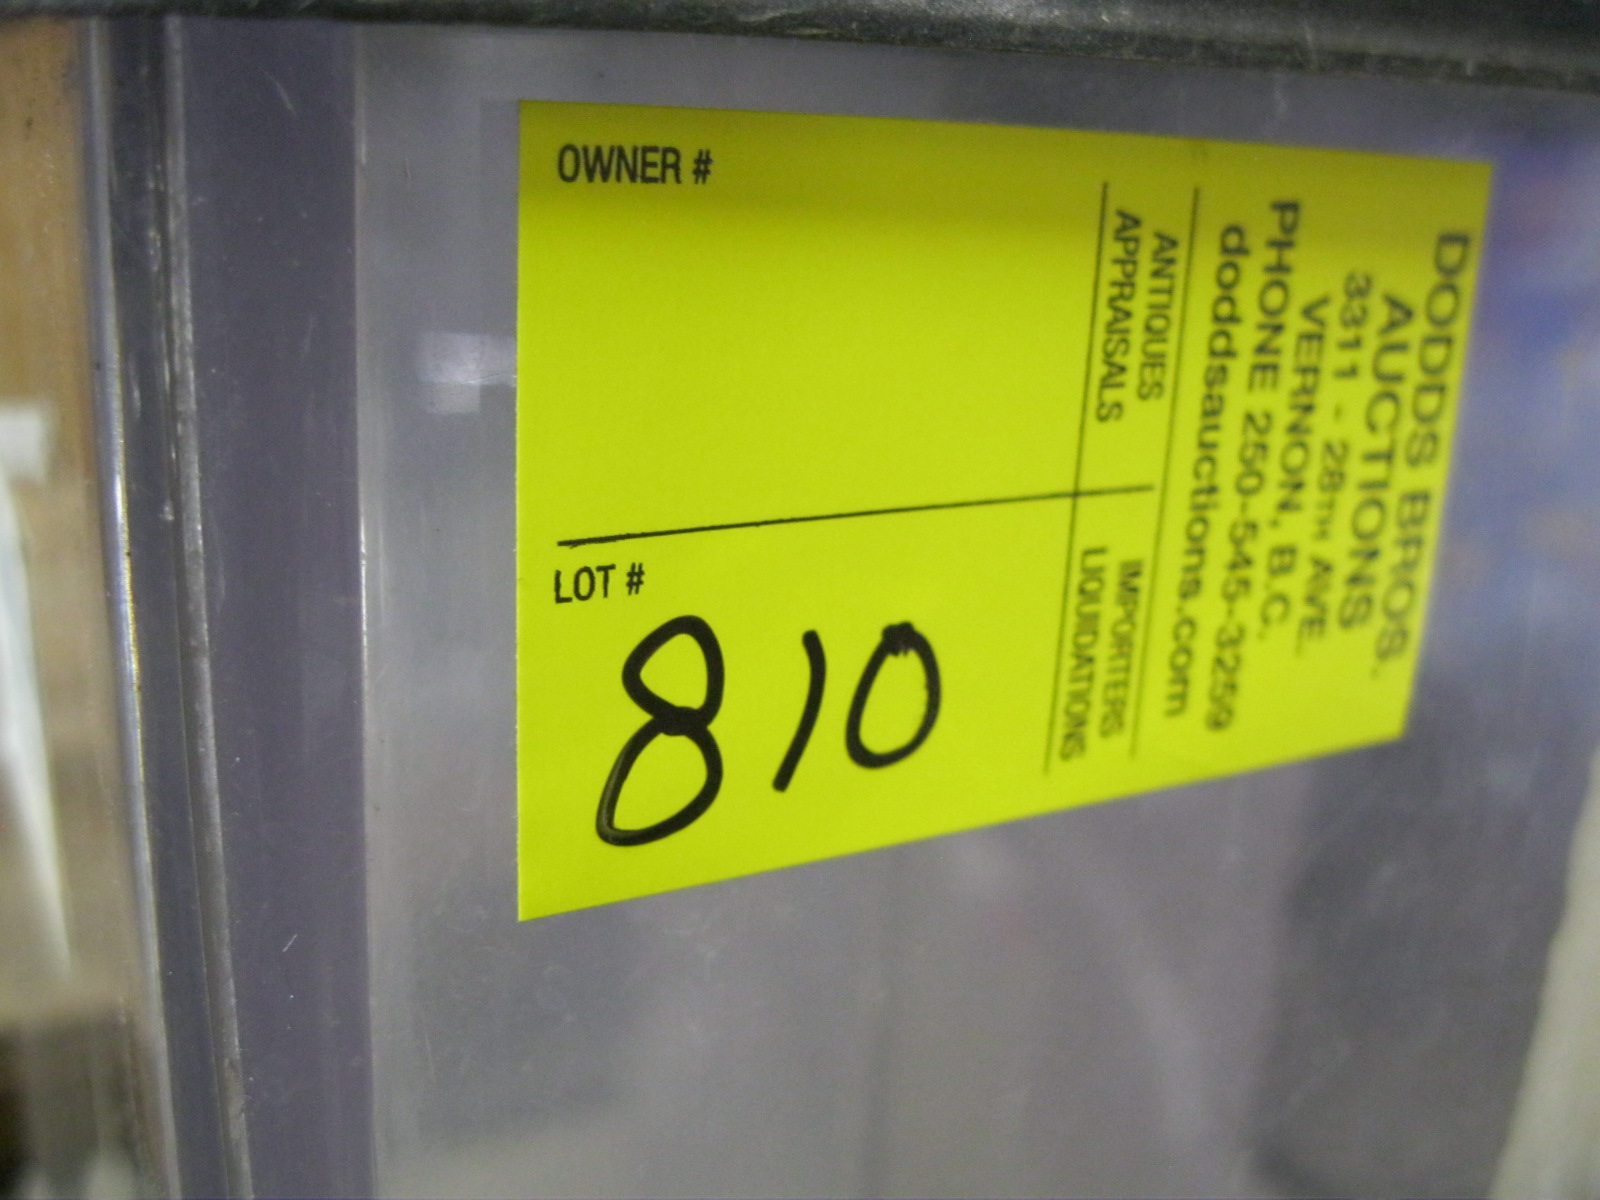 OWNER #
LOT #
810
DODDS BROS.
AUCTIONS
3311 - 28TH AVE.
VERNON, B.C.
PHONE 250-545-3259
doddsauctions.com
ANTIQUES
APPRAISALS
IMPORTERS
LIQUIDATIONS